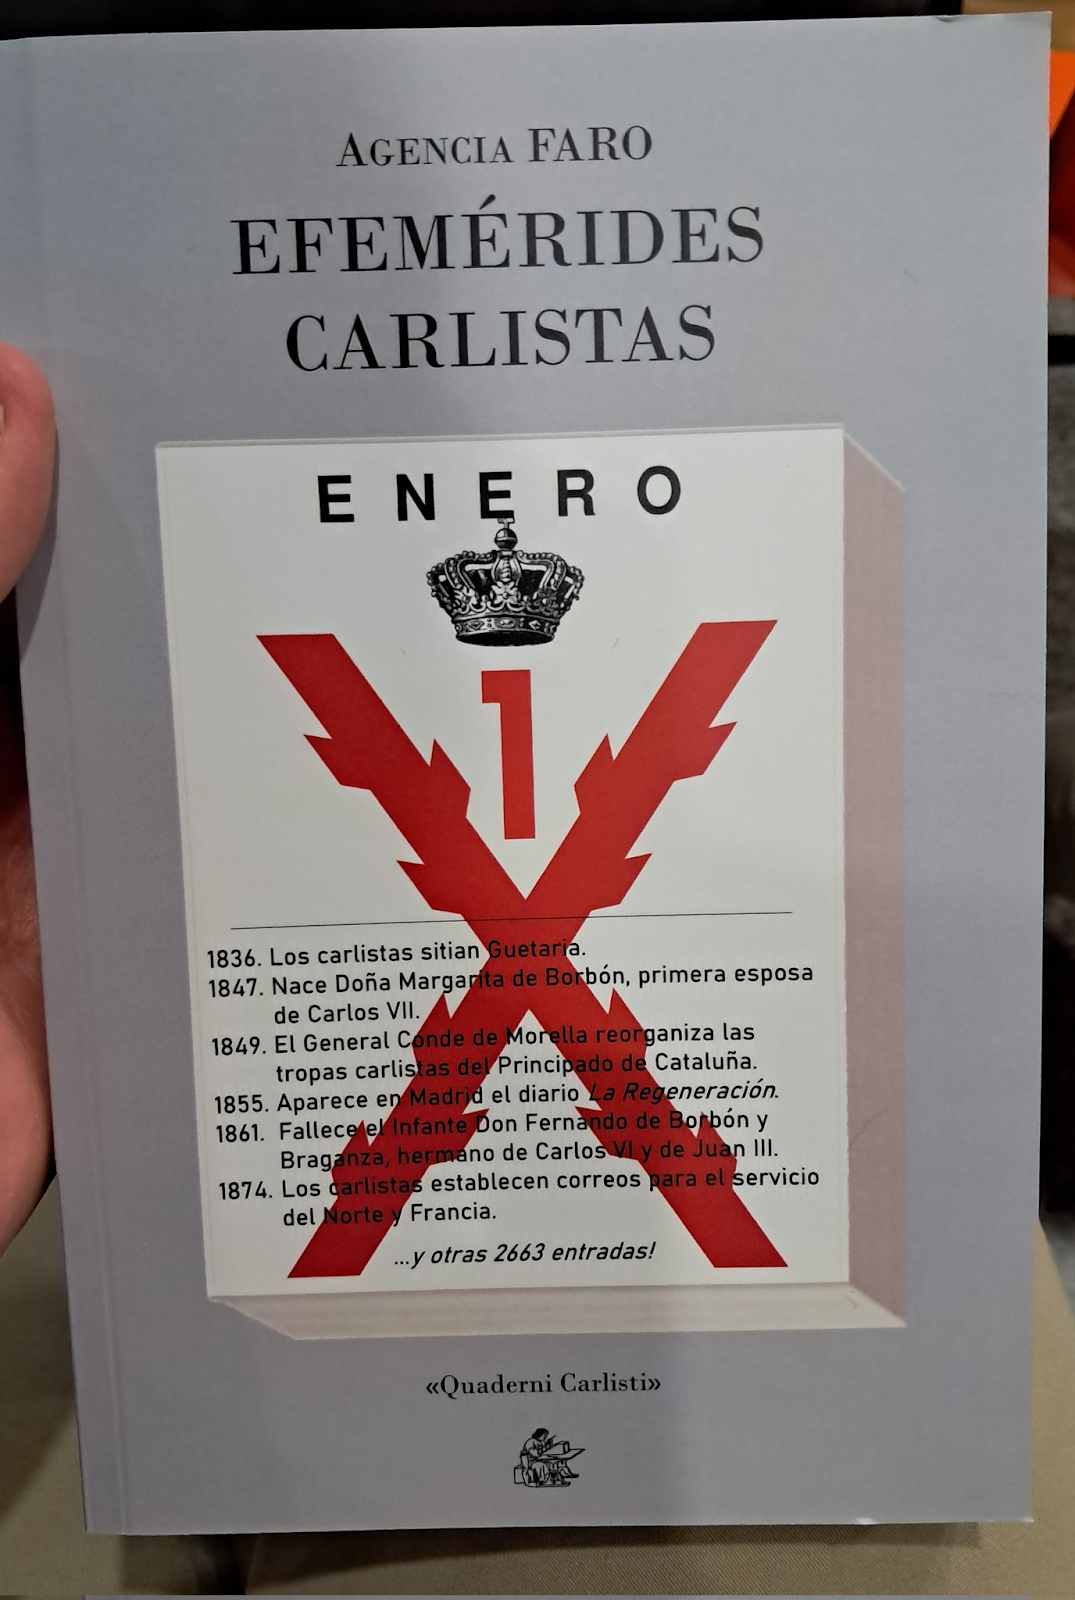 AGENCIA FARO
EFEMÉRIDES
CARLISTAS
ENERO
1
1836. Los carlistas sitian Guetaria.
1847. Nace Doña Margarita de Borbón, primera esposa
de Carlos VII.
1849. El General Conde de Morella reorganiza las
tropas carlistas del Principado de Cataluña.
1855. Aparece en Madrid el diario La Regeneración.
1861. Fallece el Infante Don Fernando de Borbón y
Braganza, hermano de Carlos VI y de Juan III.
1874. Los carlistas establecen correos para el servicio
del Norte y Francia.
...y otras 2663 entradas!
«Quaderni Carlisti»